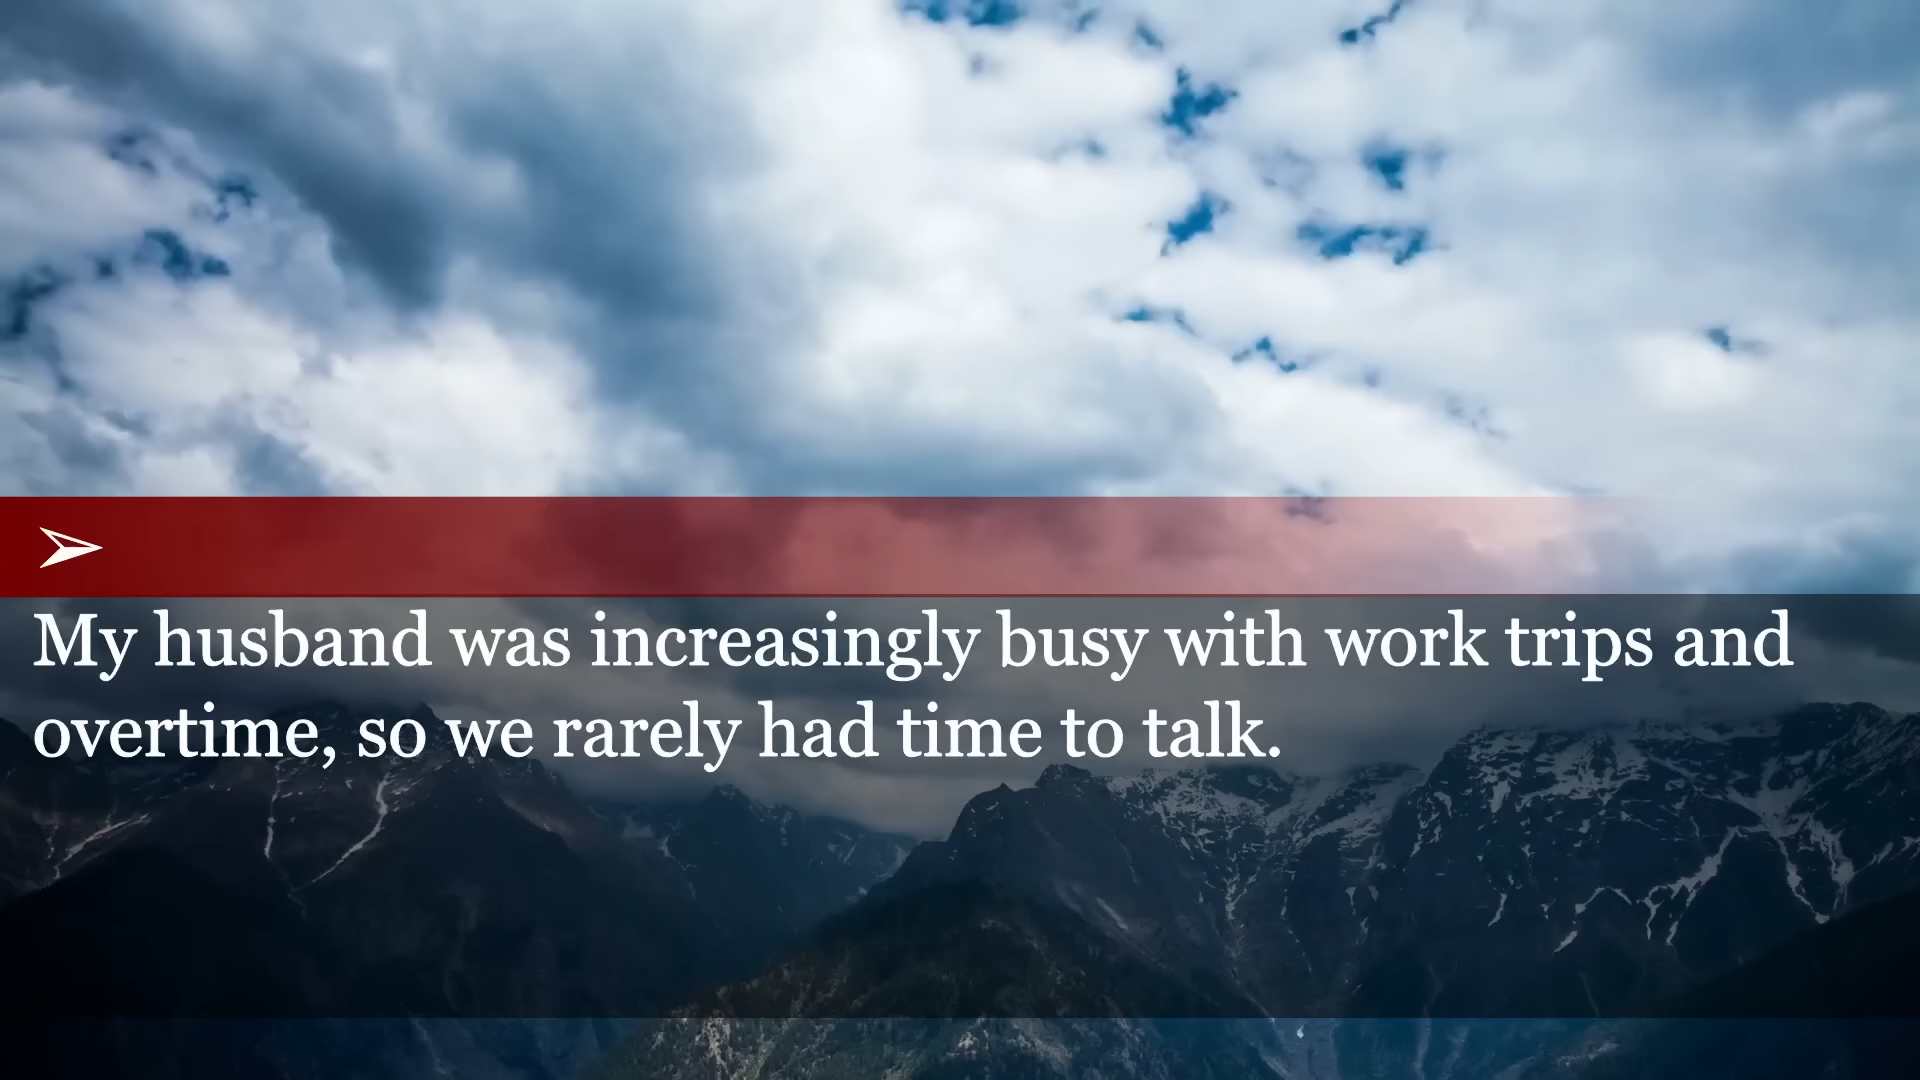 My husband was increasingly busy with work trips and
overtime, so we rarely had time to talk.